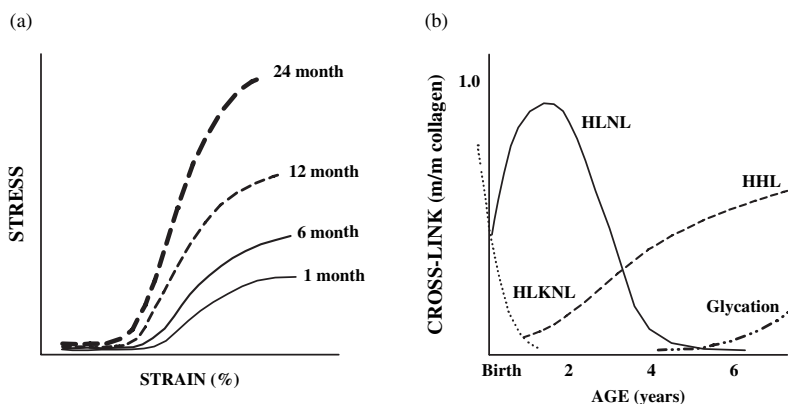 (a)
STRESS
24 month
12 month
6 month
1 month
STRAIN (%)
(b)
CROSS-LINK (m/m collagen)
1.0
HLNL
HHL
HLKNL
Glycation
Birth 2 4 6
AGE (years)